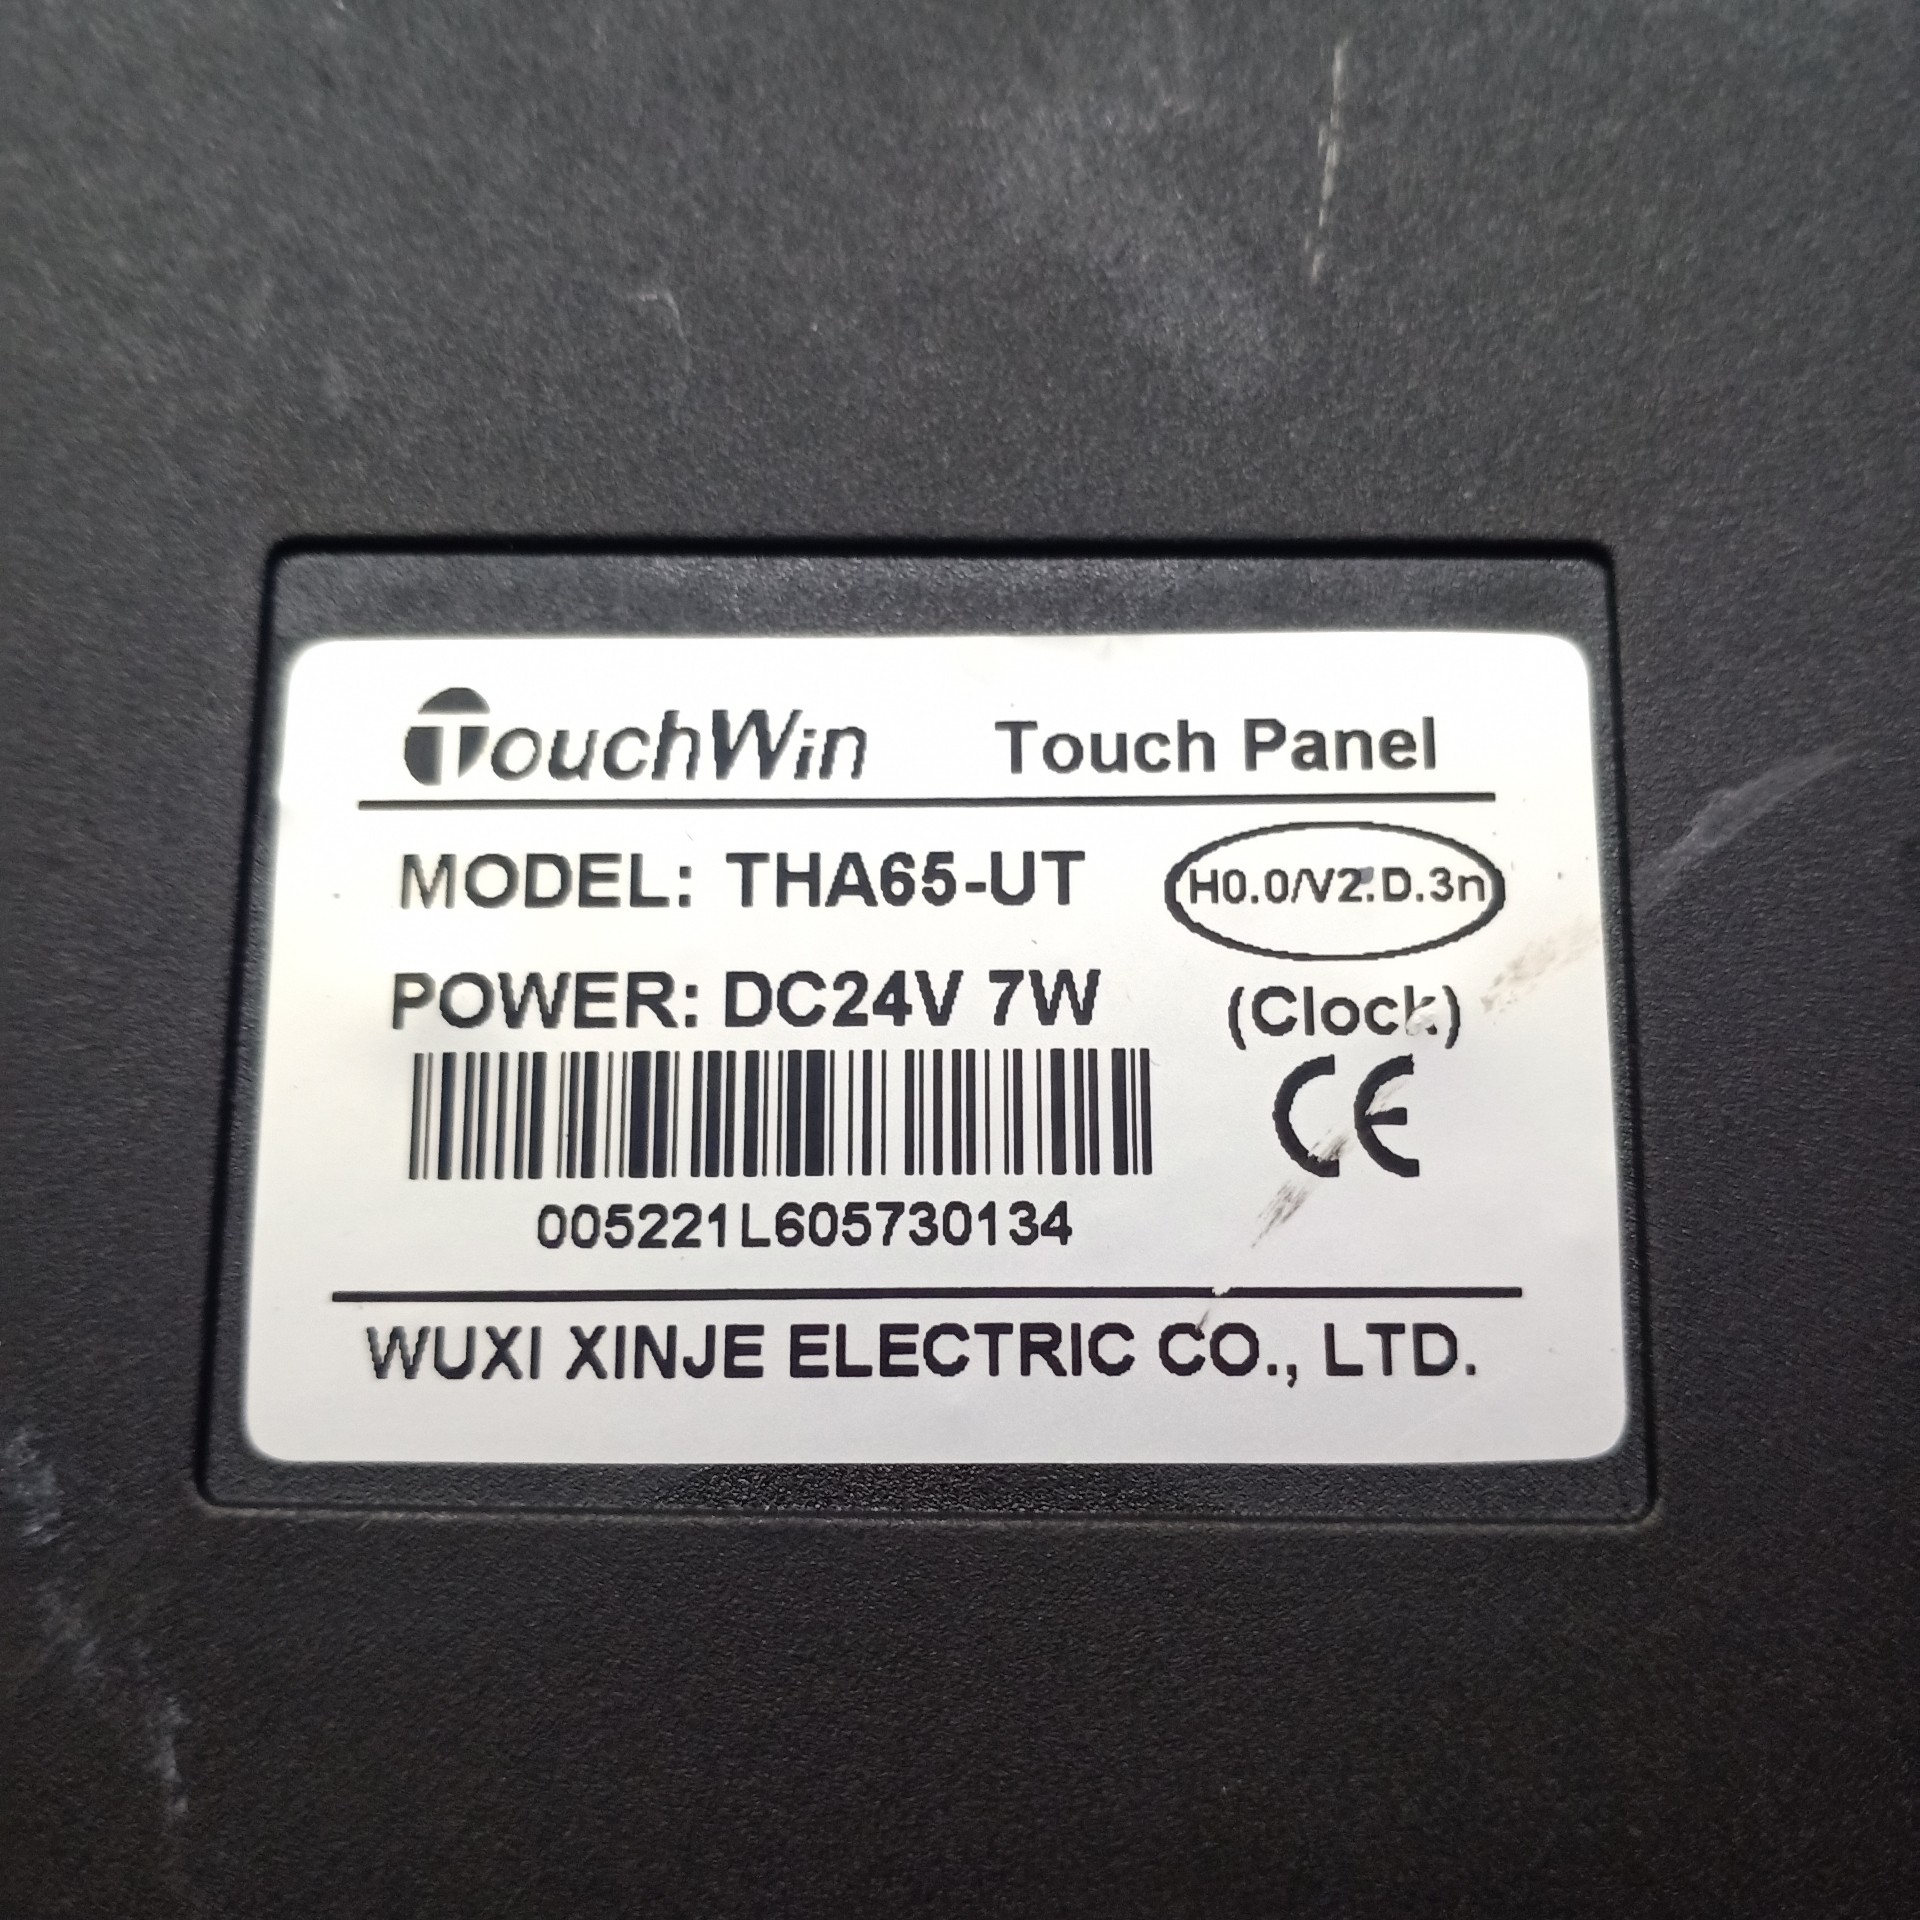 TouchWin Touch Panel
MODEL: THA65-UT H0.0/V2.D.3n
POWER: DC24V 7W (Clock)
CE
005221L605730134
WUXI XINJE ELECTRIC CO., LTD.